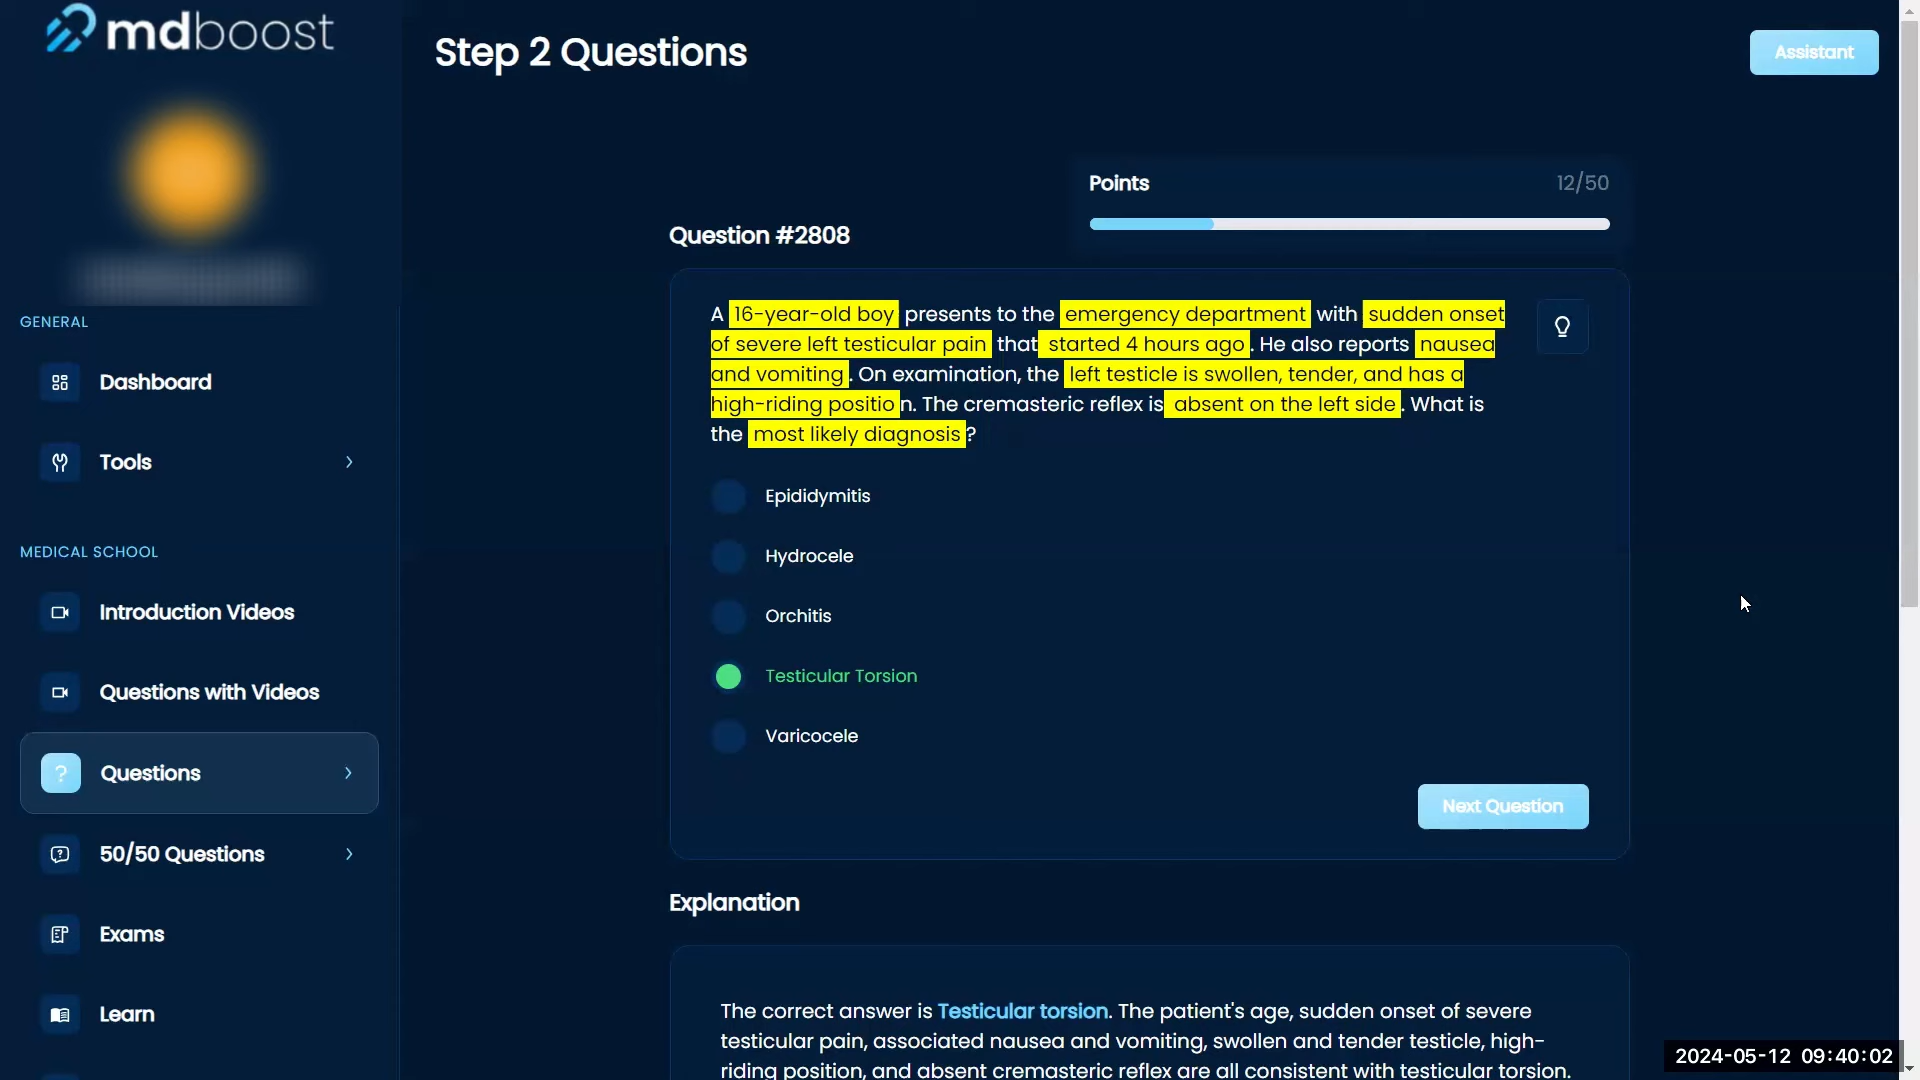 mdboost
Step 2 Questions
Assistant
Points
12/50
Question #2808
A 16-year-old boy presents to the emergency department with sudden onset
of severe left testicular pain that started 4 hours ago. He also reports nausea
and vomiting. On examination, the left testicle is swollen, tender, and has a
high-riding position. The cremasteric reflex is absent on the left side. What is
the most likely diagnosis?
Epididymitis
Hydrocele
Orchitis
Testicular Torsion
Varicocele
Next Question
Explanation
The correct answer is Testicular torsion. The patient's age, sudden onset of severe
testicular pain, associated nausea and vomiting, swollen and tender testicle, high-
riding position, and absent cremasteric reflex are all consistent with testicular torsion.
GENERAL
Dashboard
Tools
MEDICAL SCHOOL
Introduction Videos
Questions with Videos
? Questions
50/50 Questions
Exams
Learn
2024-05-12 09:40:02